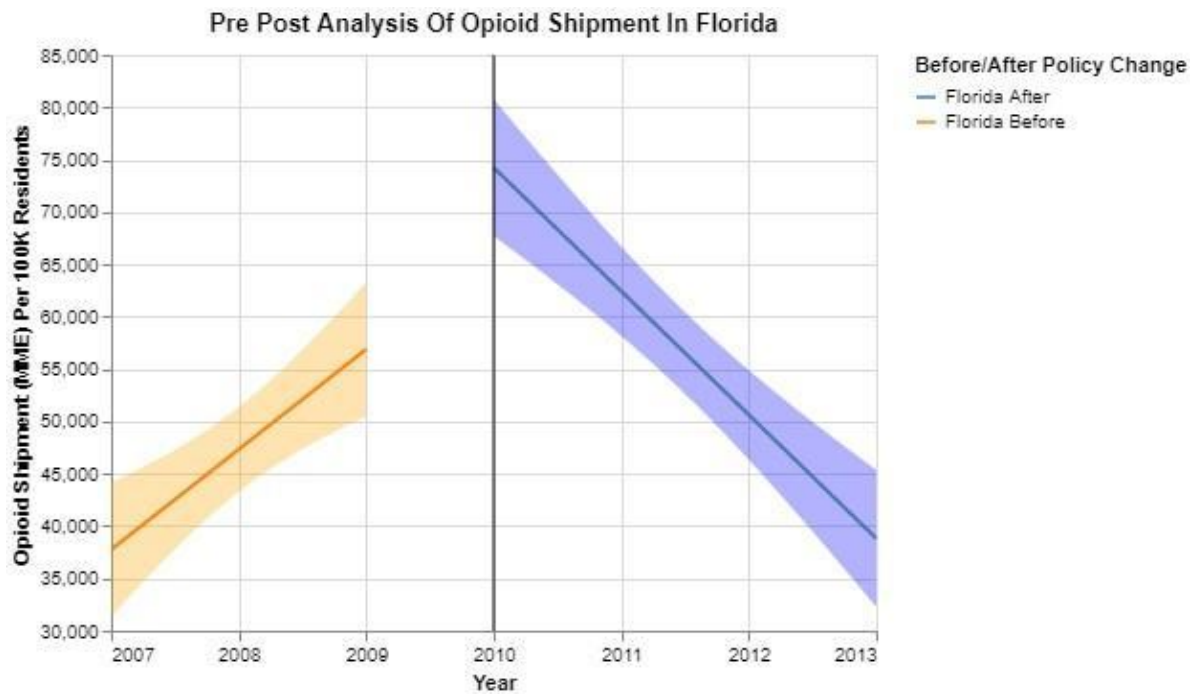 Pre Post Analysis Of Opioid Shipment In Florida
Opioid Shipment (MME) Per 100K Residents
85,000
80,000
75,000
70,000
65,000
60,000
55,000
50,000
45,000
40,000
35,000
30,000
2007 2008 2009 2010 2011 2012 2013
Year
Before/After Policy Change
Florida After
Florida Before